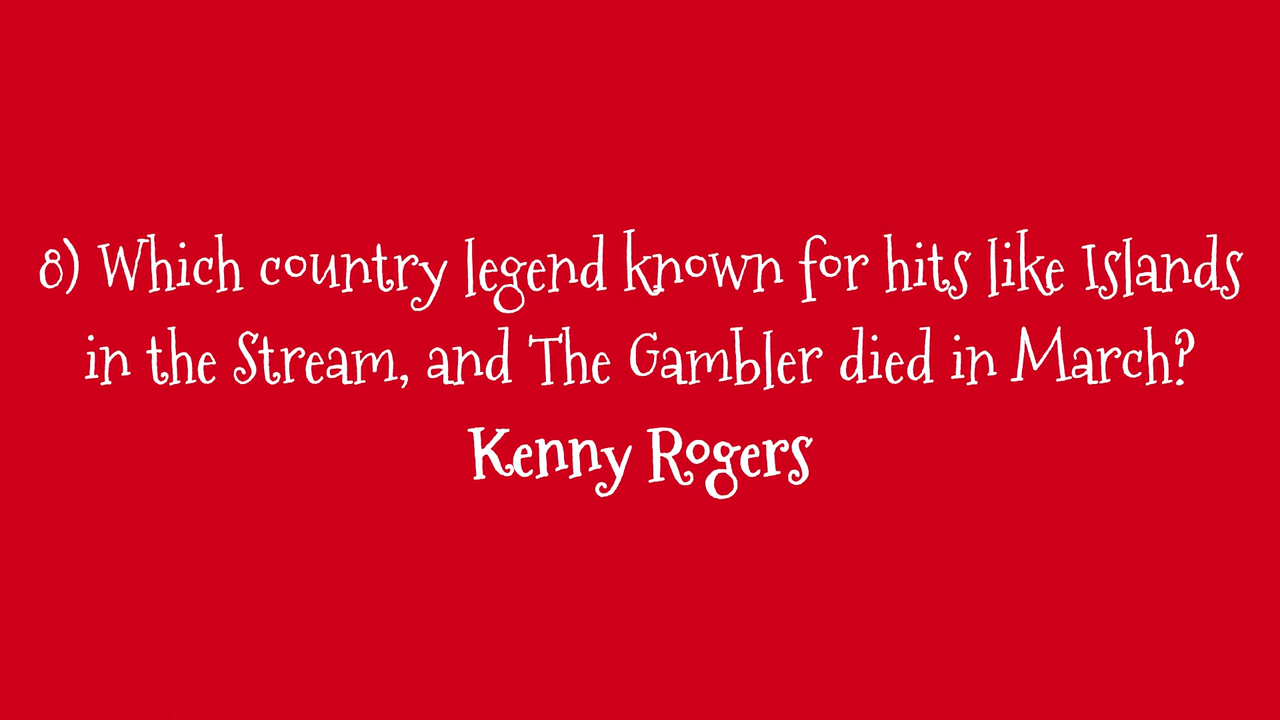 8) Which country legend known for hits like Islands
in the Stream, and The Gambler died in March?
Kenny Rogers